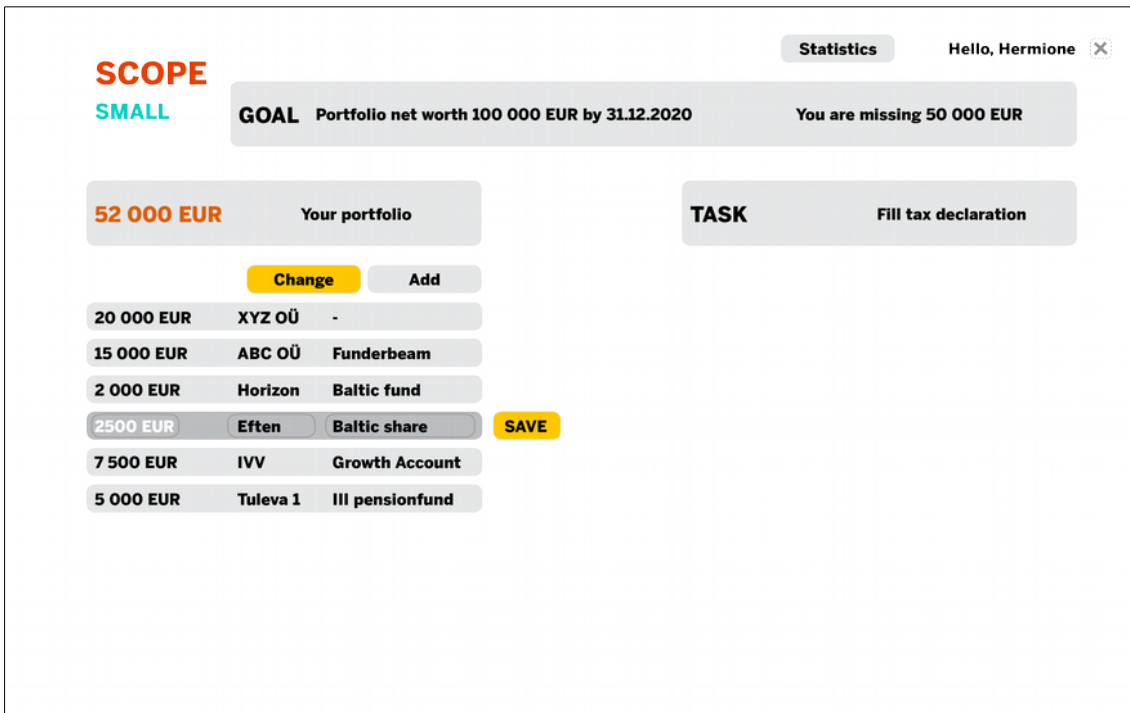 Statistics Hello, Hermione
SCOPE
SMALL
GOAL Portfolio net worth 100 000 EUR by 31.12.2020 You are missing 50 000 EUR
52 000 EUR Your portfolio
TASK Fill tax declaration
Change Add
20 000 EUR XYZ OÜ -
15 000 EUR ABC OÜ Funderbeam
2 000 EUR Horizon Baltic fund
2500 EUR Eften Baltic share SAVE
7 500 EUR IVV Growth Account
5 000 EUR Tuleva 1 III pensionfund